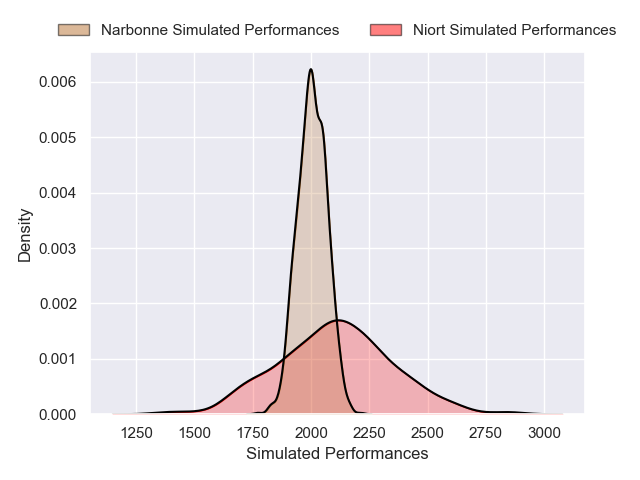 Narbonne Simulated Performances Niort Simulated Performances
0.006
0.005
0.004
0.003
0.002
0.001
0.000
Density
1250 1500 1750 2000 2250 2500 2750 3000
Simulated Performances